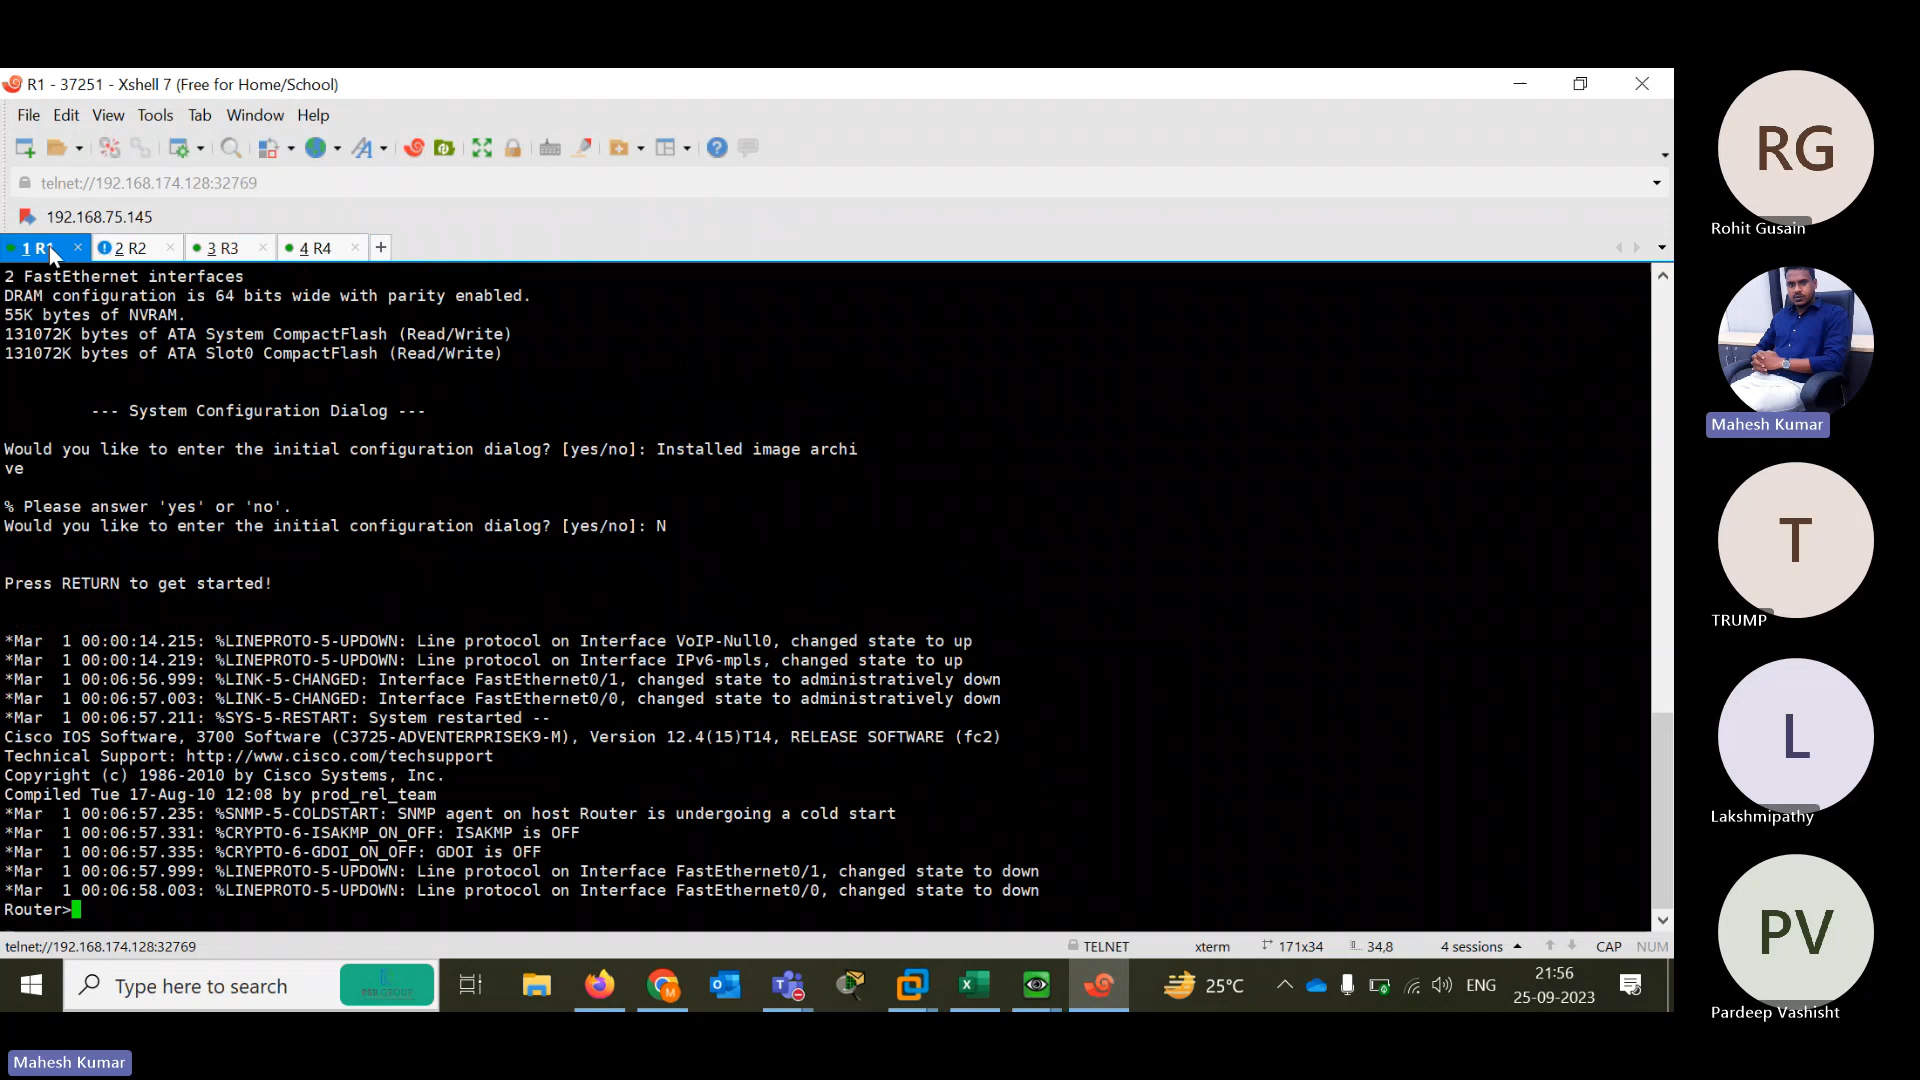 R1 - 37251 - Xshell 7 (Free for Home/School)
File Edit View Tools Tab Window Help
telnet://192.168.174.128:32769
192.168.75.145
1 R1 2 R2 3 R3 4 R4
2 FastEthernet interfaces
DRAM configuration is 64 bits wide with parity enabled.
55K bytes of NVRAM.
131072K bytes of ATA System CompactFlash (Read/Write)
131072K bytes of ATA Slot0 CompactFlash (Read/Write)
--- System Configuration Dialog ---
Would you like to enter the initial configuration dialog? [yes/no]: Installed image archi
ve
% Please answer 'yes' or 'no'.
Would you like to enter the initial configuration dialog? [yes/no]: N
Press RETURN to get started!
*Mar  1 00:00:14.215: %LINEPROTO-5-UPDOWN: Line protocol on Interface VoIP-Null0, changed state to up
*Mar  1 00:00:14.219: %LINEPROTO-5-UPDOWN: Line protocol on Interface IPv6-mpls, changed state to up
*Mar  1 00:06:56.999: %LINK-5-CHANGED: Interface FastEthernet0/1, changed state to administratively down
*Mar  1 00:06:57.003: %LINK-5-CHANGED: Interface FastEthernet0/0, changed state to administratively down
*Mar  1 00:06:57.211: %SYS-5-RESTART: System restarted --
Cisco IOS Software, 3700 Software (C3725-ADVENTERPRISEK9-M), Version 12.4(15)T14, RELEASE SOFTWARE (fc2)
Technical Support: http://www.cisco.com/techsupport
Copyright (c) 1986-2010 by Cisco Systems, Inc.
Compiled Tue 17-Aug-10 12:08 by prod_rel_team
*Mar  1 00:06:57.235: %SNMP-5-COLDSTART: SNMP agent on host Router is undergoing a cold start
*Mar  1 00:06:57.331: %CRYPTO-6-ISAKMP_ON_OFF: ISAKMP is OFF
*Mar  1 00:06:57.335: %CRYPTO-6-GDOI_ON_OFF: GDOI is OFF
*Mar  1 00:06:57.999: %LINEPROTO-5-UPDOWN: Line protocol on Interface FastEthernet0/1, changed state to down
*Mar  1 00:06:58.003: %LINEPROTO-5-UPDOWN: Line protocol on Interface FastEthernet0/0, changed state to down
Router>
telnet://192.168.174.128:32769 TELNET xterm 171x34 34,8 4 sessions CAP NUM
Type here to search PSR GROUP 25°C ENG 21:56
25-09-2023
Mahesh Kumar
RG
Rohit Gusain
Mahesh Kumar
T
TRUMP
L
Lakshmipathy
PV
Pardeep Vashisht